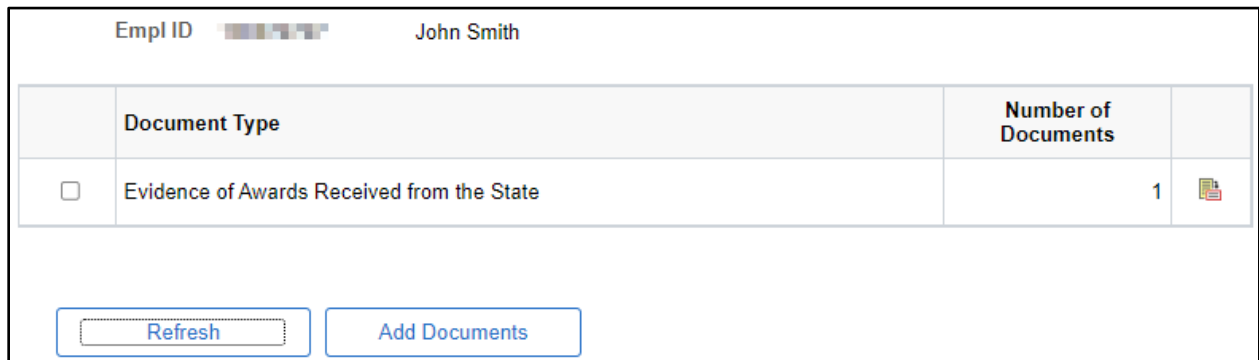 Empl ID John Smith
Document Type Number of Documents
Evidence of Awards Received from the State 1
Refresh Add Documents